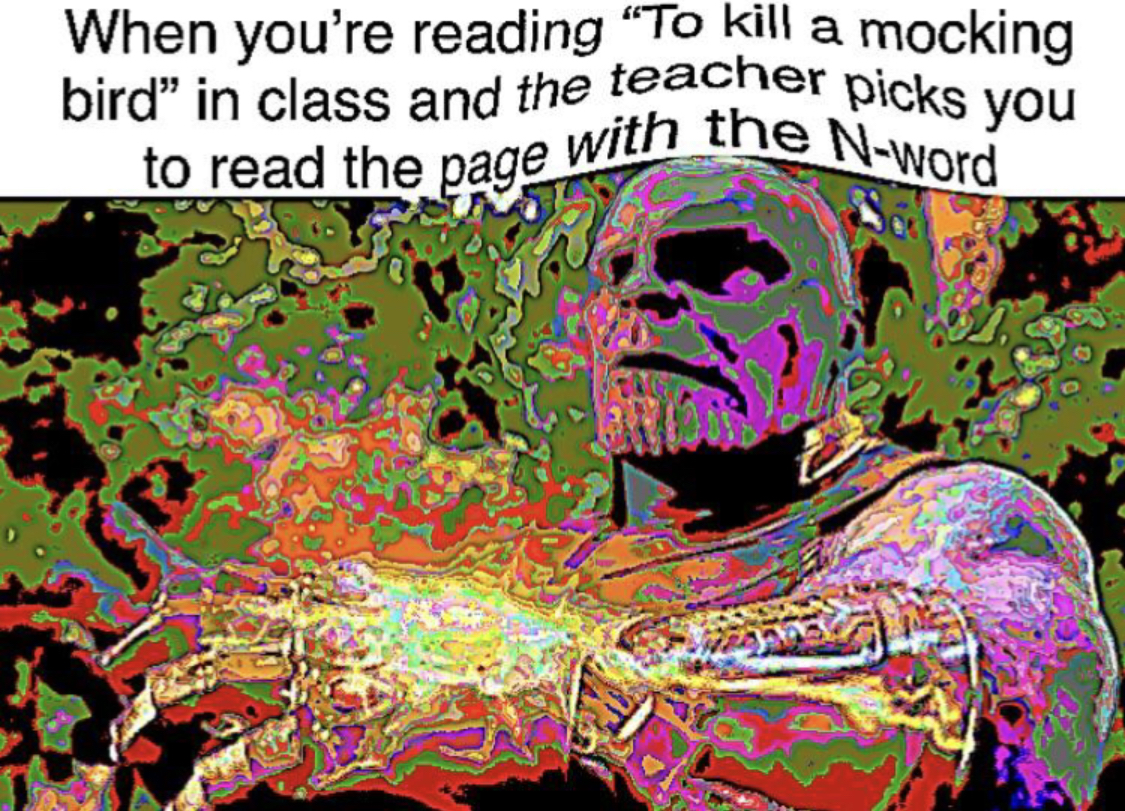 When you're reading “To kill a mocking
bird” in class and the teacher picks you
to read the page with the N-word